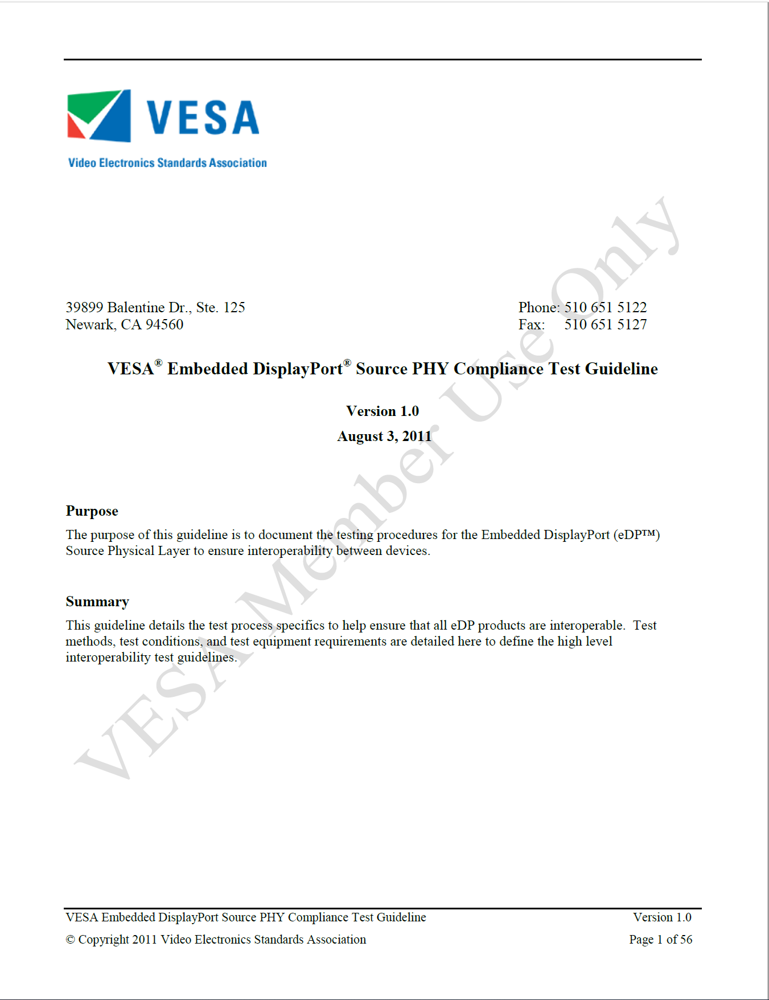 VESA
Video Electronics Standards Association
39899 Balentine Dr., Ste. 125
Newark, CA 94560
Phone: 510 651 5122
Fax: 510 651 5127
VESA® Embedded DisplayPort® Source PHY Compliance Test Guideline
Version 1.0
August 3, 2011
Purpose
The purpose of this guideline is to document the testing procedures for the Embedded DisplayPort (eDP™)
Source Physical Layer to ensure interoperability between devices.
Summary
This guideline details the test process specifics to help ensure that all eDP products are interoperable. Test
methods, test conditions, and test equipment requirements are detailed here to define the high level
interoperability test guidelines.
VESA Member Use Only
VESA Embedded DisplayPort Source PHY Compliance Test Guideline Version 1.0
© Copyright 2011 Video Electronics Standards Association Page 1 of 56